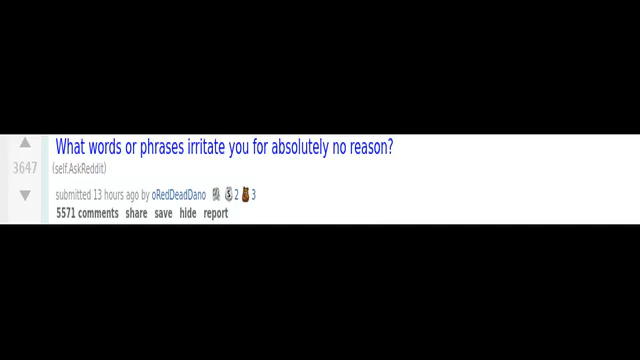 What words or phrases irritate you for absolutely no reason?
3647 (self.AskReddit)
submitted 13 hours ago by oRedDeadDano 2 3
5571 comments share save hide report